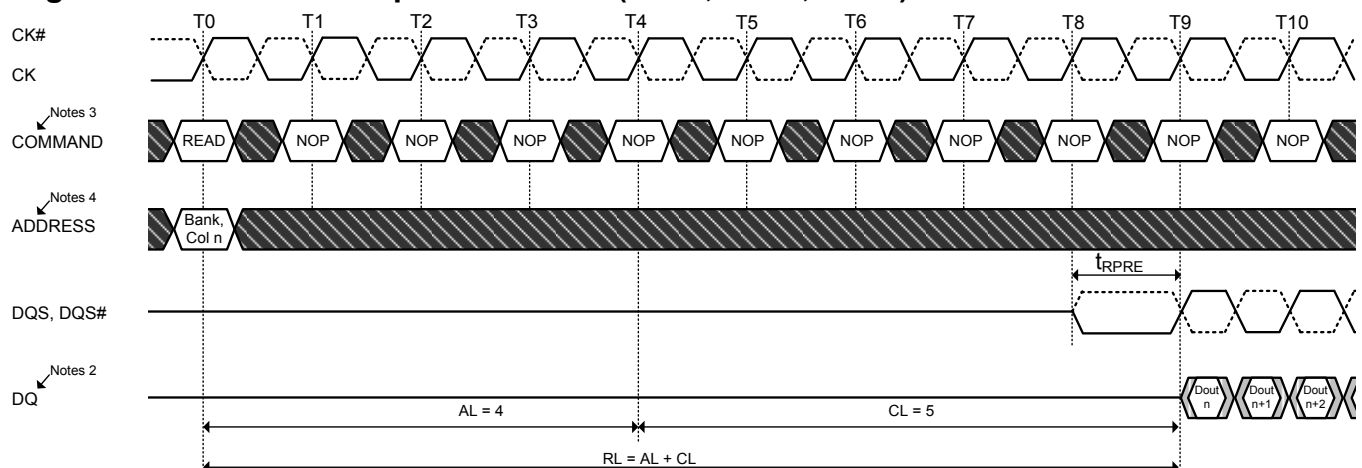 T0 T1 T2 T3 T4 T5 T6 T7 T8 T9 T10
CK#
CK
Notes 3
COMMAND READ NOP NOP NOP NOP NOP NOP NOP NOP NOP NOP
Notes 4
ADDRESS
Bank,
Col n
tRPRE
DQS, DQS#
Notes 2
DQ
Dout Dout Dout
n n+1 n+2
AL = 4 CL = 5
RL = AL + CL